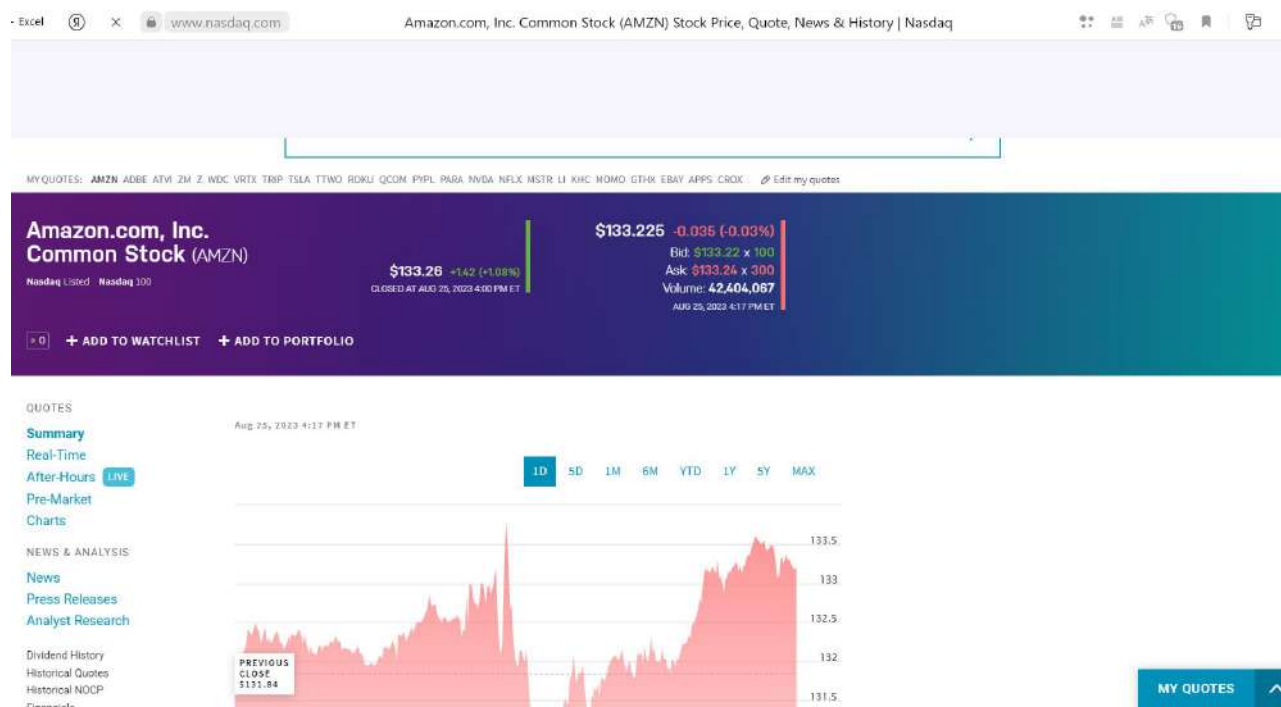 - Excel
www.nasdaq.com
Amazon.com, Inc. Common Stock (AMZN) Stock Price, Quote, News & History | Nasdaq
MY QUOTES: AMZN ADBE ATVI ZM Z WDC VRTX TRIP TSLA TTWO ROKU QCOM PYPL PARA NVDA NFLX MSTR LI KHC MOMO GTHX EBAY APPS CROX Edit my quotes
Amazon.com, Inc.
Common Stock (AMZN)
Nasdaq Listed Nasdaq 100
$133.26 +1.42 (+1.08%)
CLOSED AT AUG 25, 2023 4:00 PM ET
$133.225 -0.035 (-0.03%)
Bid: $133.22 x 100
Ask: $133.24 x 300
Volume: 42,404,067
AUG 25, 2023 4:17 PM ET
+ ADD TO WATCHLIST + ADD TO PORTFOLIO
QUOTES
Summary
Real-Time
After-Hours LIVE
Pre-Market
Charts
NEWS & ANALYSIS
News
Press Releases
Analyst Research
Dividend History
Historical Quotes
Historical NOCP
Financials
Aug 25, 2023 4:17 PM ET
1D 5D 1M 6M YTD 1Y 5Y MAX
133.5
133
132.5
132
131.5
PREVIOUS
CLOSE
$131.84
MY QUOTES